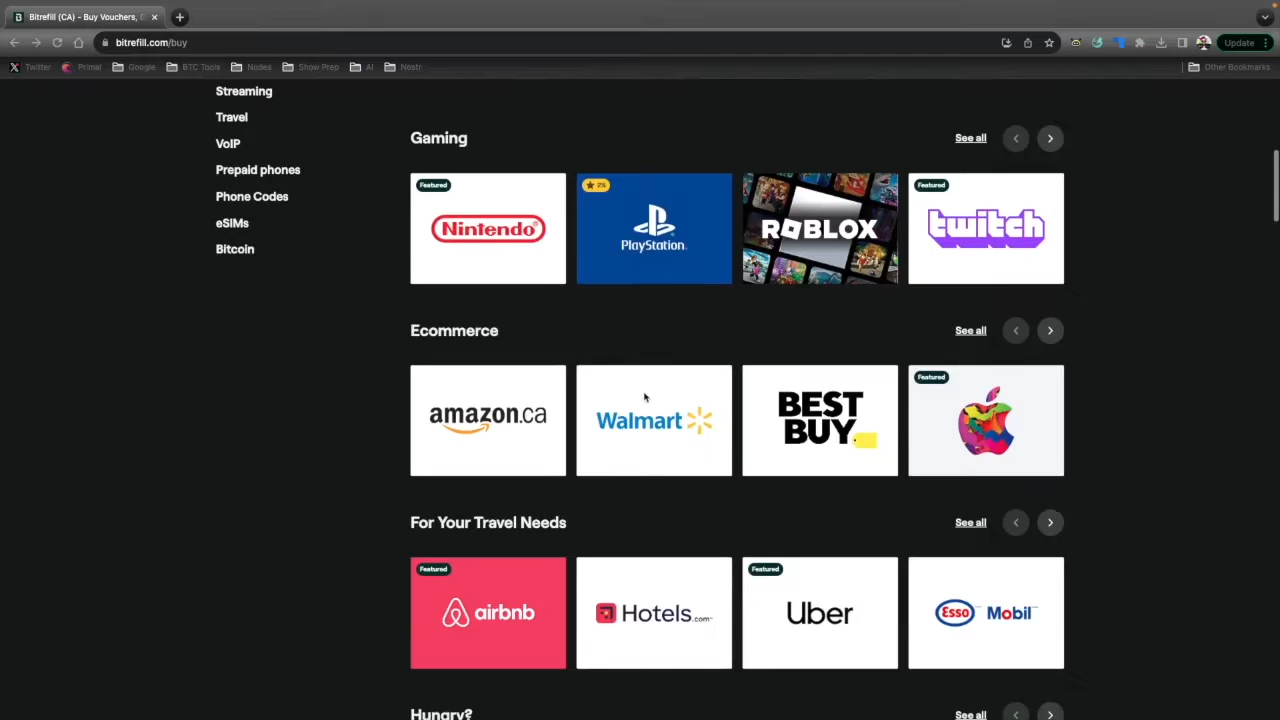 Bitrefill (CA) - Buy Vouchers,
bitrefill.com/buy
Update
Twitter
Primal
Google
BTC Tools
Nodes
Show Prep
AI
Nostr
Other Bookmarks
Streaming
Travel
VoIP
Prepaid phones
Phone Codes
eSIMs
Bitcoin
Gaming
See all
Featured
Nintendo
2%
PlayStation
ROBLOX
Featured
twitch
Ecommerce
See all
amazon.ca
Walmart
BEST
BUY
Featured
For Your Travel Needs
See all
Featured
airbnb
Hotels.com
Featured
Uber
Esso Mobil
Hungry?
See all